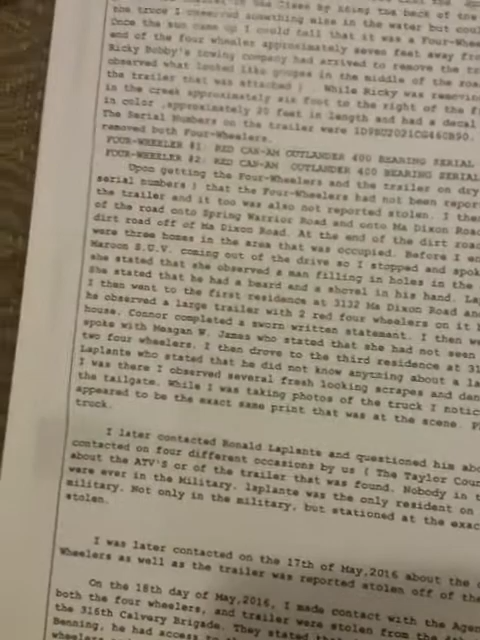 the truck I observed something else in the water but coul
Once the sun came up I could tell that it was a Four-Whee
end of the four wheeler approximately seven feet away fro
Ricky Bobby's towing company had arrived to remove the tr
observed what looked like gouges in the middle of the roa
the trailer that was attached ) While Ricky was removin
in the creek approximately six foot to the right of the f
in color ,approximately 20 feet in length and had a decal
The Serial Numbers on the trailer were
removed both Four-Wheelers.
FOUR-WHEELER #1: RED CAN-AM OUTLANDER 400 BEARING SERIAL
FOUR-WHEELER #2: RED CAN-AM OUTLANDER 400 BEARING SERIAL
Upon getting the Four-Wheelers and the trailer on dry
serial numbers ) that the Four-Wheelers had not been repor
the trailer and it too was also not reported stolen. I then
of the road onto Spring Warrior Road and onto Ma Dixon Road
dirt road off of Ma Dixon Road. At the end of the dirt road
were three homes in the area that was occupied. Before I en
Maroon S.U.V. coming out of the drive so I stopped and spok
she stated that she observed a man filling in holes in the
She stated that he had a beard and a shovel in his hand. Lap
I then went to the first residence at 3132 Ma Dixon Road and
he observed a large trailer with 2 red four wheelers on it
house. Connor completed a sworn written statement. I then we
spoke with Meagan W. James who stated that she had not seen
two four wheelers. I then drove to the third residence at 31
Laplante who stated that he did not know anything about a la
I was there I observed several fresh looking scrapes and den
the tailgate. While I was taking photos of the truck I notic
appeared to be the exact same print that was at the scene. P
truck.
I later contacted Ronald Laplante and questioned him abo
contacted on four different occasions by us ( The Taylor Coun
about the ATV'S or of the trailer that was found. Nobody in t
were ever in the Military. laplante was the only resident on
military. Not only in the military, but stationed at the exac
stolen.
I was later contacted on the 17th of May,2016 about the
Wheelers as well as the trailer was reported stolen off of the
On the 18th day of May,2016, I made contact with the Agen
both the four wheelers, and trailer were stolen from the
the 316th Calvery Brigade. They stated tha
Benning, he had access to